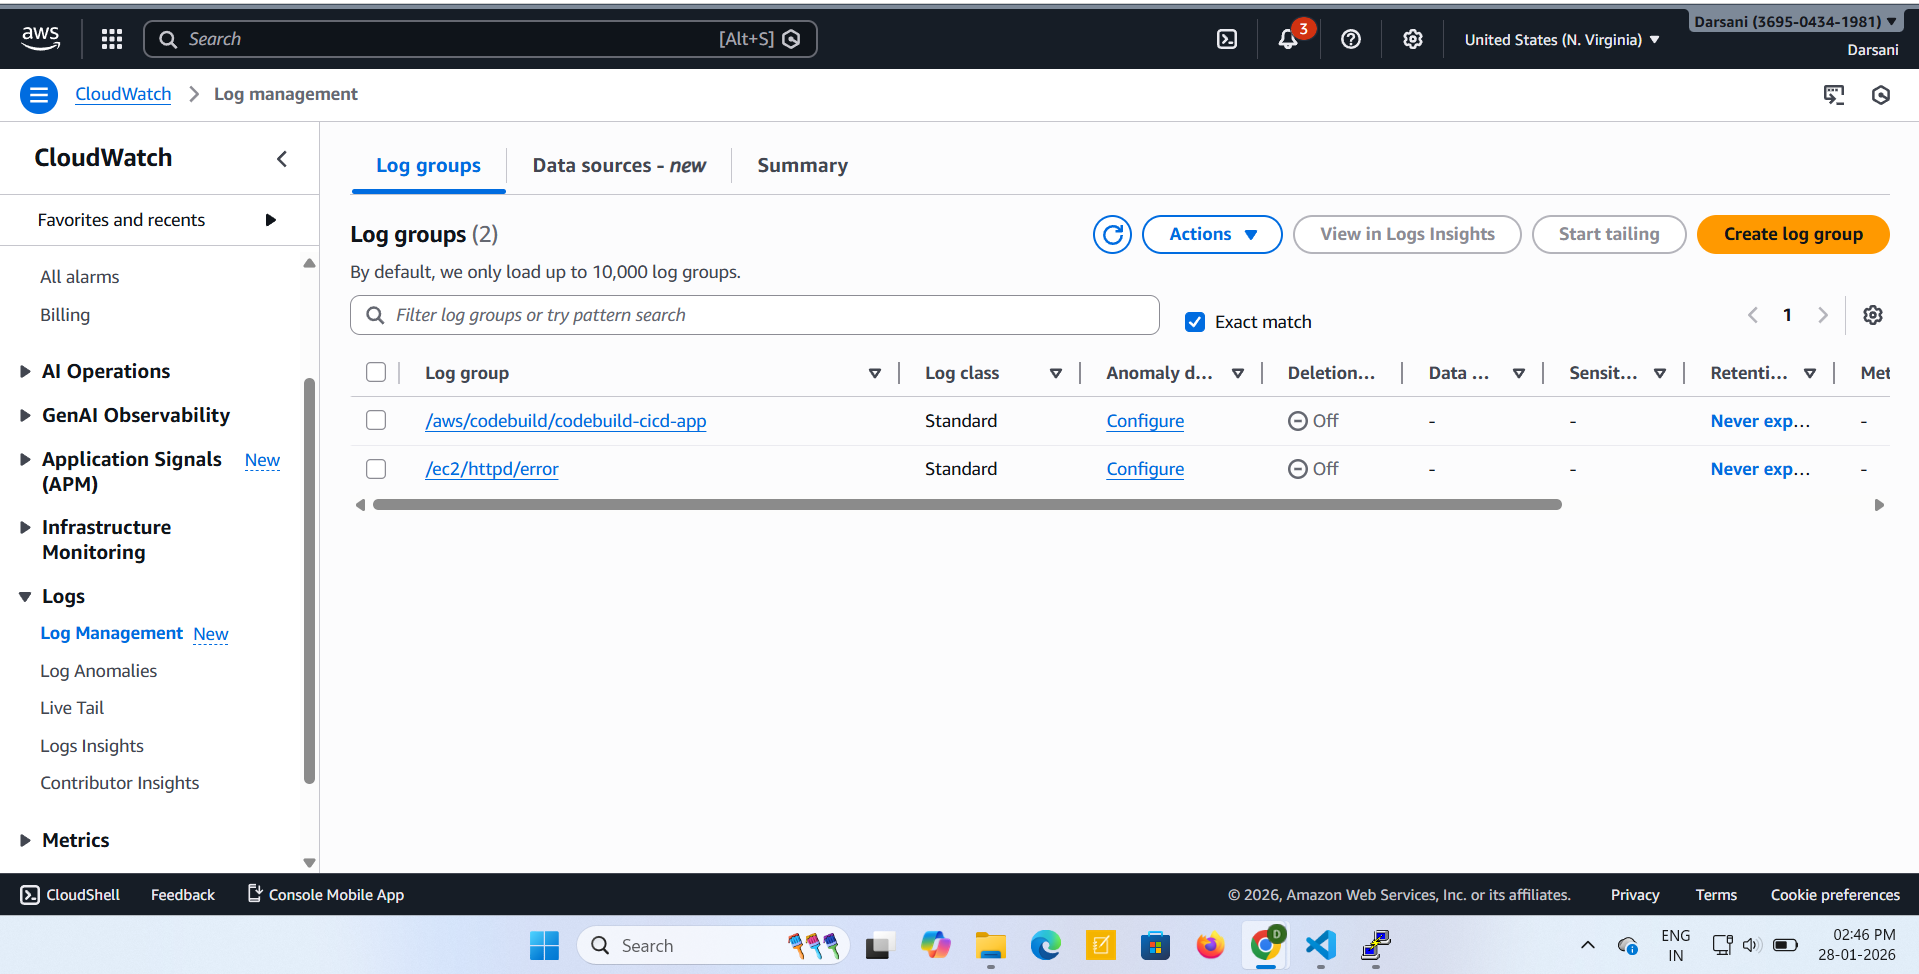 aws
Search
[Alt+S]
3
United States (N. Virginia)
Darsani (3695-0434-1981)
Darsani
CloudWatch
Log management
CloudWatch
Favorites and recents
All alarms
Billing
AI Operations
GenAI Observability
Application Signals New
(APM)
Infrastructure
Monitoring
Logs
Log Management New
Log Anomalies
Live Tail
Logs Insights
Contributor Insights
Metrics
Log groups
Data sources - new
Summary
Log groups (2)
Actions
View in Logs Insights
Start tailing
Create log group
By default, we only load up to 10,000 log groups.
Filter log groups or try pattern search
Exact match
1
Log group Log class Anomaly d... Deletion... Data ... Sensit... Retenti... Met
/aws/codebuild/codebuild-cicd-app Standard Configure Off - - Never exp... -
/ec2/httpd/error Standard Configure Off - - Never exp... -
CloudShell Feedback Console Mobile App
© 2026, Amazon Web Services, Inc. or its affiliates. Privacy Terms Cookie preferences
Search
D
ENG
IN
02:46 PM
28-01-2026